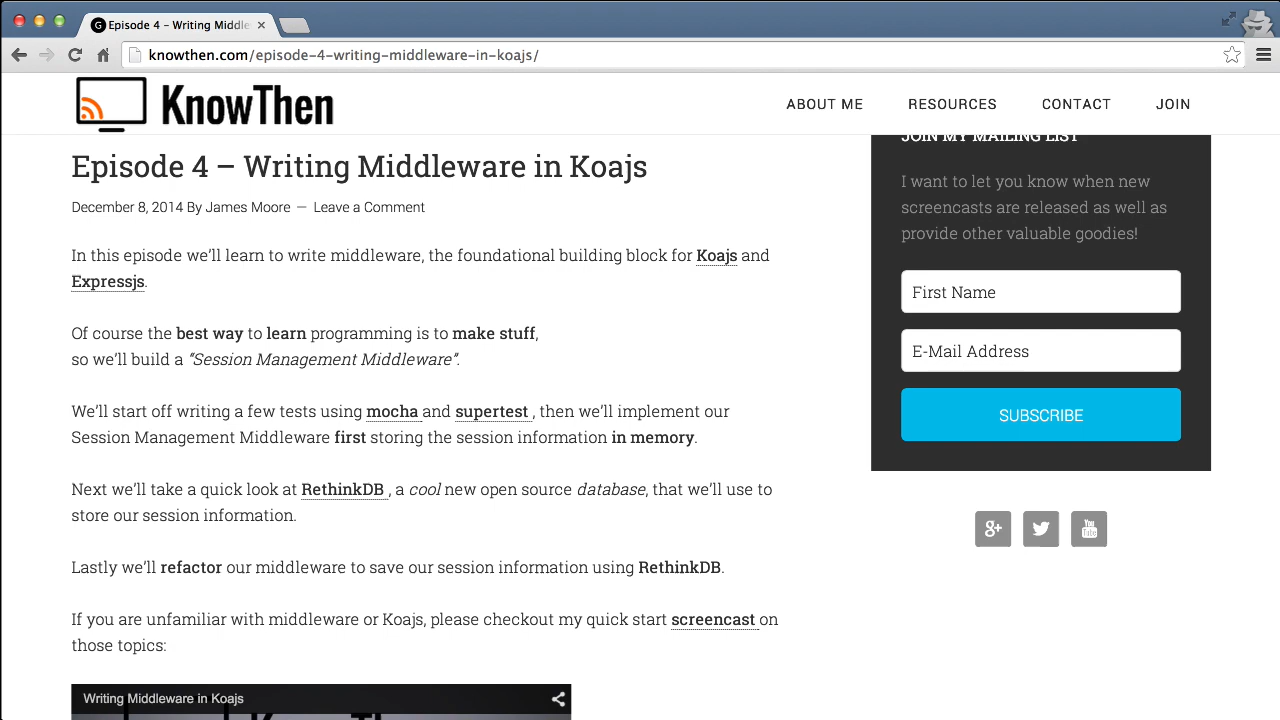 Episode 4 – Writing Middle
knowthen.com/episode-4-writing-middleware-in-koajs/
KnowThen
ABOUT ME
RESOURCES
CONTACT
JOIN
Episode 4 – Writing Middleware in Koajs
December 8, 2014 By James Moore — Leave a Comment
In this episode we’ll learn to write middleware, the foundational building block for Koajs and
Expressjs.
Of course the best way to learn programming is to make stuff,
so we’ll build a “Session Management Middleware”.
We’ll start off writing a few tests using mocha and supertest , then we’ll implement our
Session Management Middleware first storing the session information in memory.
Next we’ll take a quick look at RethinkDB , a cool new open source database, that we’ll use to
store our session information.
Lastly we’ll refactor our middleware to save our session information using RethinkDB.
If you are unfamiliar with middleware or Koajs, please checkout my quick start screencast on
those topics:
Writing Middleware in Koajs
JOIN MY MAILING LIST
I want to let you know when new
screencasts are released as well as
provide other valuable goodies!
First Name
E-Mail Address
SUBSCRIBE
g+
You
Tube